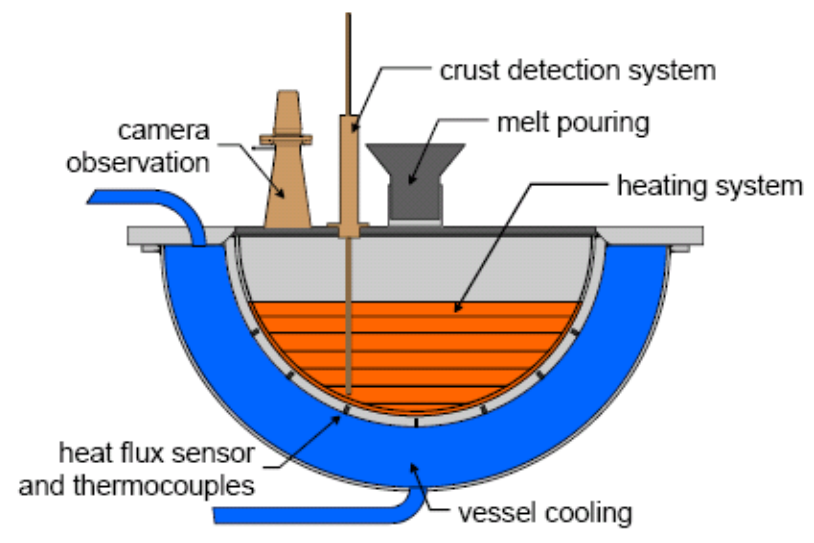 crust detection system
camera
observation
melt pouring
heating system
heat flux sensor
and thermocouples
vessel cooling